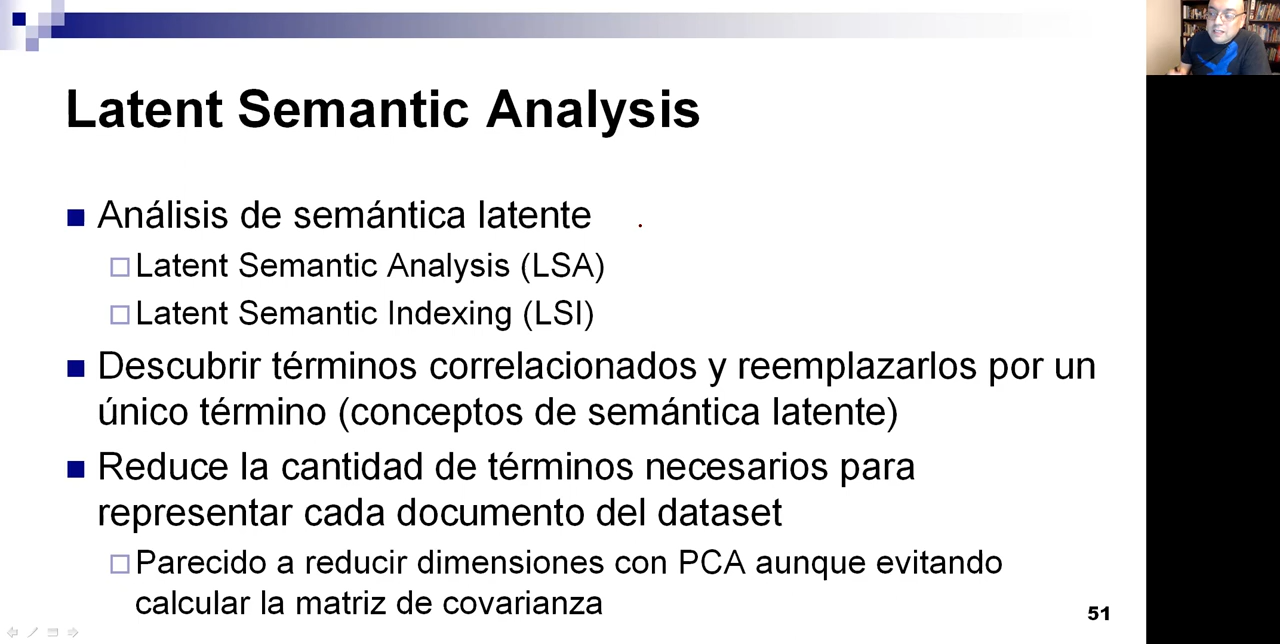 Latent Semantic Analysis
Análisis de semántica latente
Latent Semantic Analysis (LSA)
Latent Semantic Indexing (LSI)
Descubrir términos correlacionados y reemplazarlos por un
único término (conceptos de semántica latente)
Reduce la cantidad de términos necesarios para
representar cada documento del dataset
Parecido a reducir dimensiones con PCA aunque evitando
calcular la matriz de covarianza
51